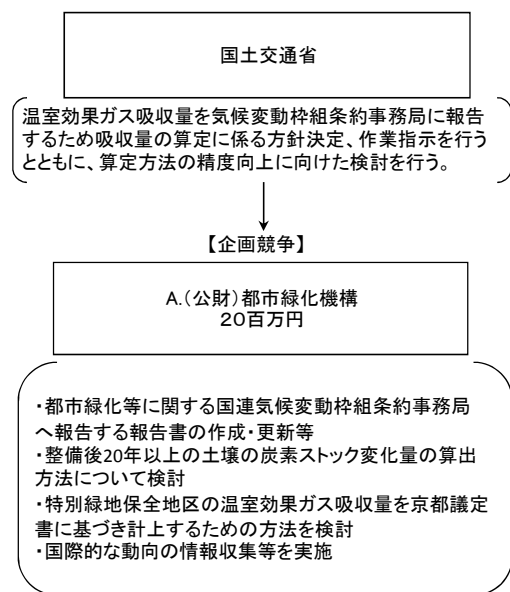 国土交通省
温室効果ガス吸収量を気候変動枠組条約事務局に報告
するため吸収量の算定に係る方針決定、作業指示を行う
とともに、算定方法の精度向上に向けた検討を行う。
【企画競争】
A.(公財)都市緑化機構
20百万円
・都市緑化等に関する国連気候変動枠組条約事務局
へ報告する報告書の作成・更新等
・整備後20年以上の土壌の炭素ストック変化量の算出
方法について検討
・特別緑地保全地区の温室効果ガス吸収量を京都議定
書に基づき計上するための方法を検討
・国際的な動向の情報収集等を実施